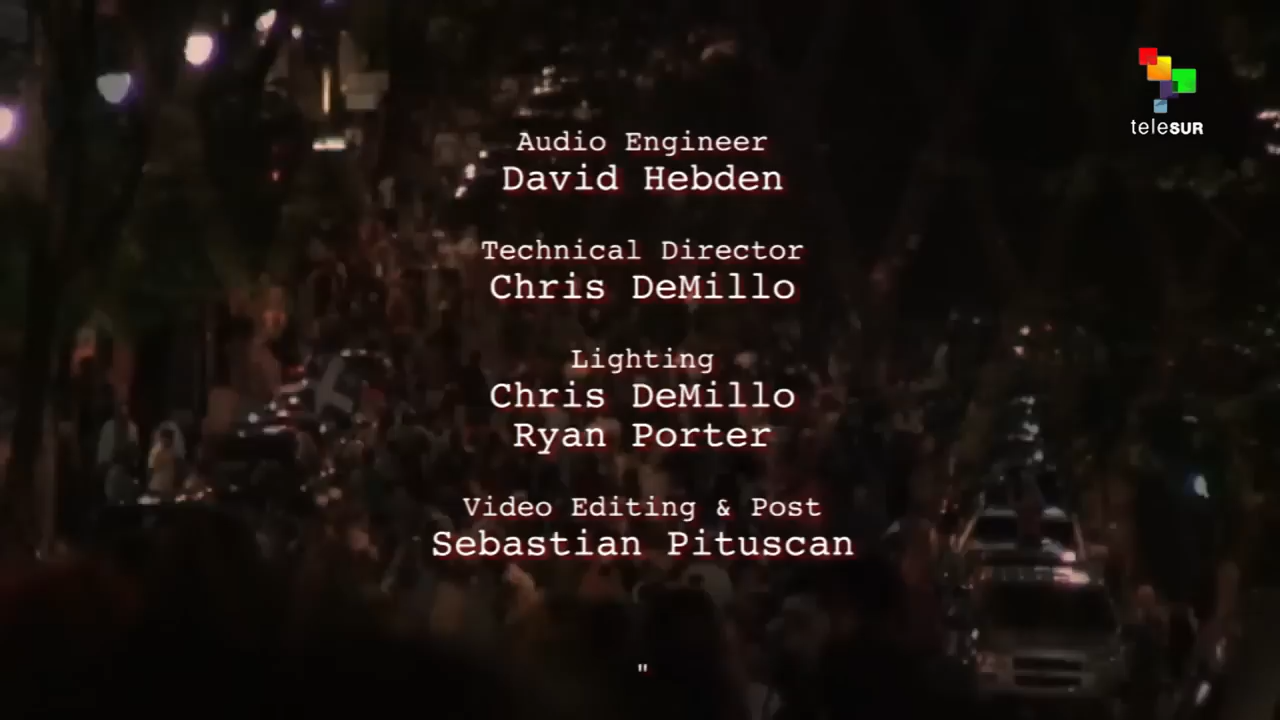 teleSUR
Audio Engineer
David Hebden
Technical Director
Chris DeMillo
Lighting
Chris DeMillo
Ryan Porter
Video Editing & Post
Sebastian Pituscan
"